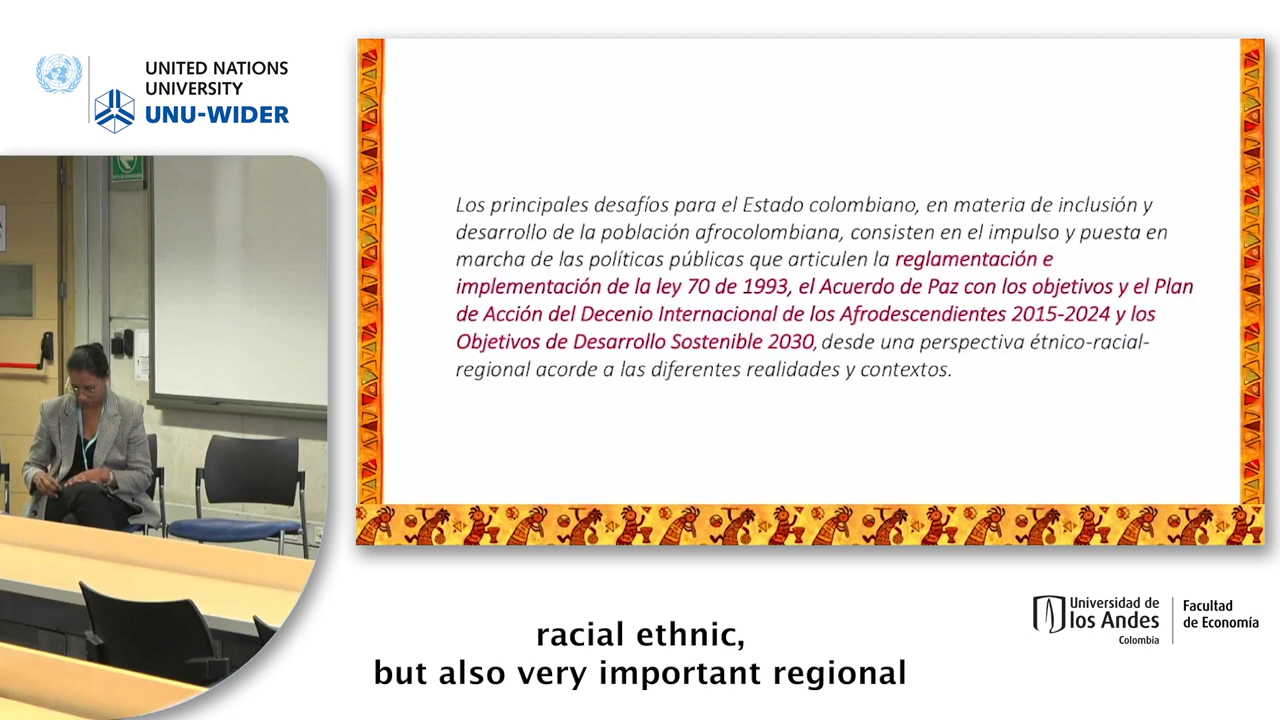 UNITED NATIONS
UNIVERSITY
UNU-WIDER
Los principales desafíos para el Estado colombiano, en materia de inclusión y
desarrollo de la población afrocolombiana, consisten en el impulso y puesta en
marcha de las políticas públicas que articulen la reglamentación e
implementación de la ley 70 de 1993, el Acuerdo de Paz con los objetivos y el Plan
de Acción del Decenio Internacional de los Afrodescendientes 2015-2024 y los
Objetivos de Desarrollo Sostenible 2030, desde una perspectiva étnico-racial-
regional acorde a las diferentes realidades y contextos.
racial ethnic,
but also very important regional
Universidad de
los Andes
Colombia
Facultad
de Economía